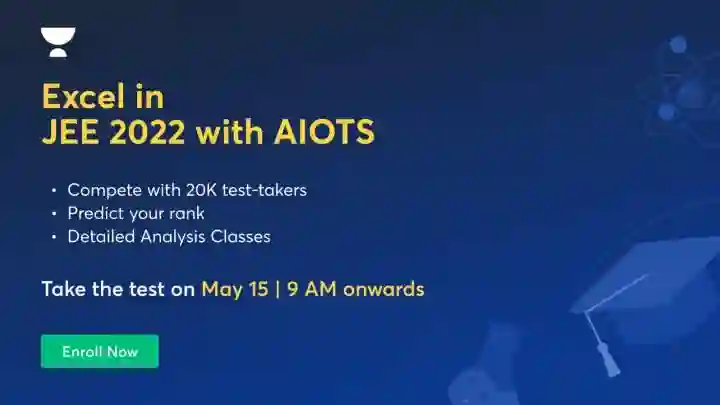 Excel in
JEE 2022 with AIOTS
• Compete with 20K test-takers
• Predict your rank
• Detailed Analysis Classes
Take the test on May 15 | 9 AM onwards
Enroll Now